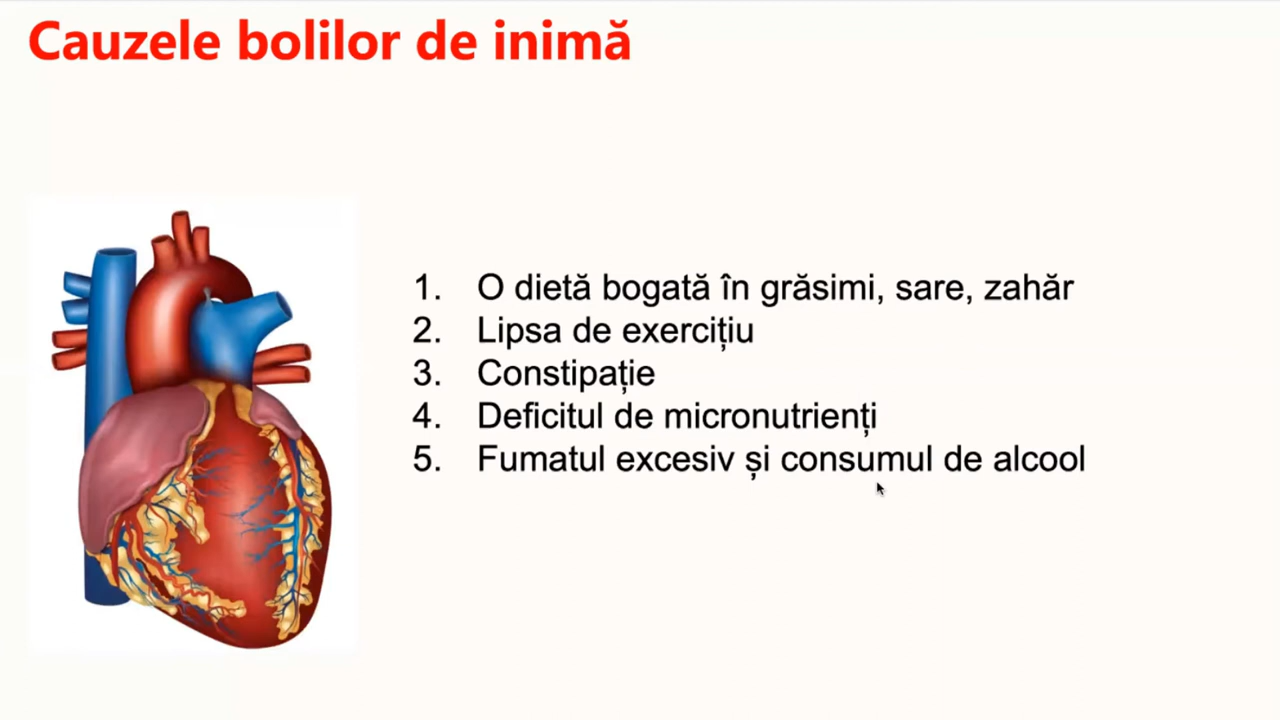 Cauzele bolilor de inimă
1. O dietă bogată în grăsimi, sare, zahăr
2. Lipsa de exercițiu
3. Constipație
4. Deficitul de micronutrienți
5. Fumatul excesiv și consumul de alcool